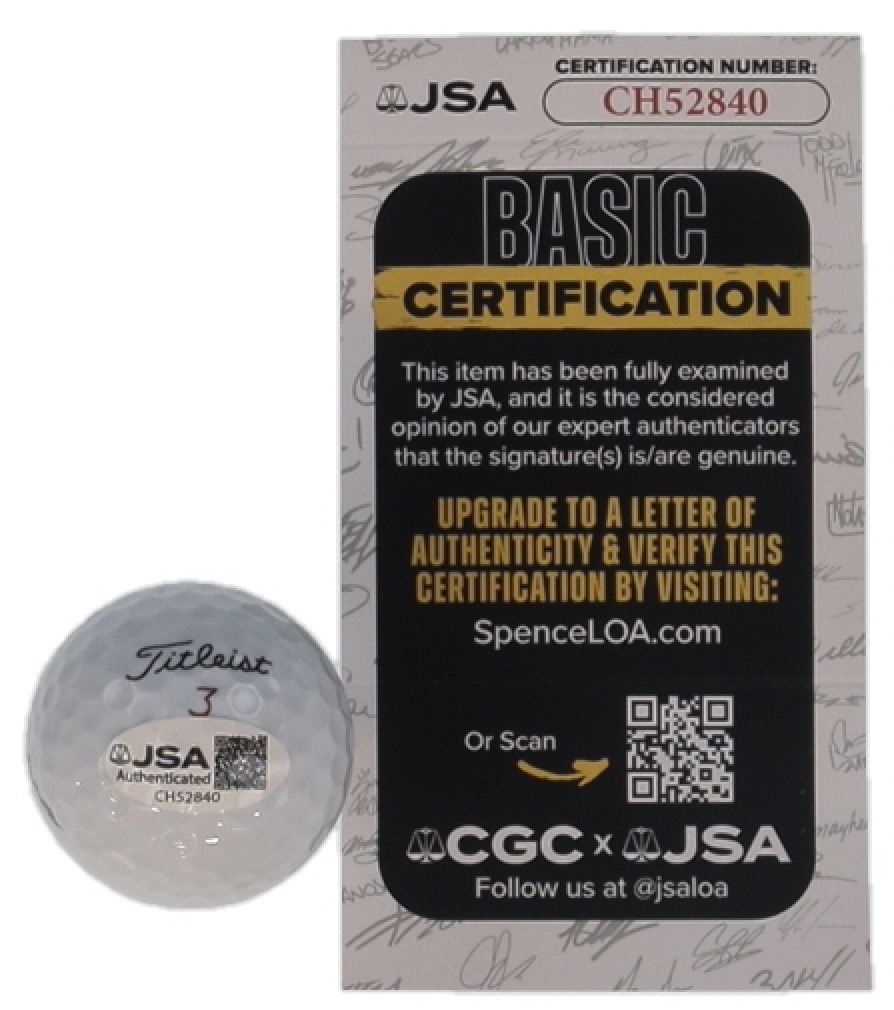 JSA
CERTIFICATION NUMBER:
CH52840
BASIC
CERTIFICATION
This item has been fully examined
by JSA, and it is the considered
opinion of our expert authenticators
that the signature(s) is/are genuine.
UPGRADE TO A LETTER OF
AUTHENTICITY & VERIFY THIS
CERTIFICATION BY VISITING:
SpenceLOA.com
Or Scan
CGC x JSA
Follow us at @jsaloa
Titleist
3
JSA
Authenticated
CH52840